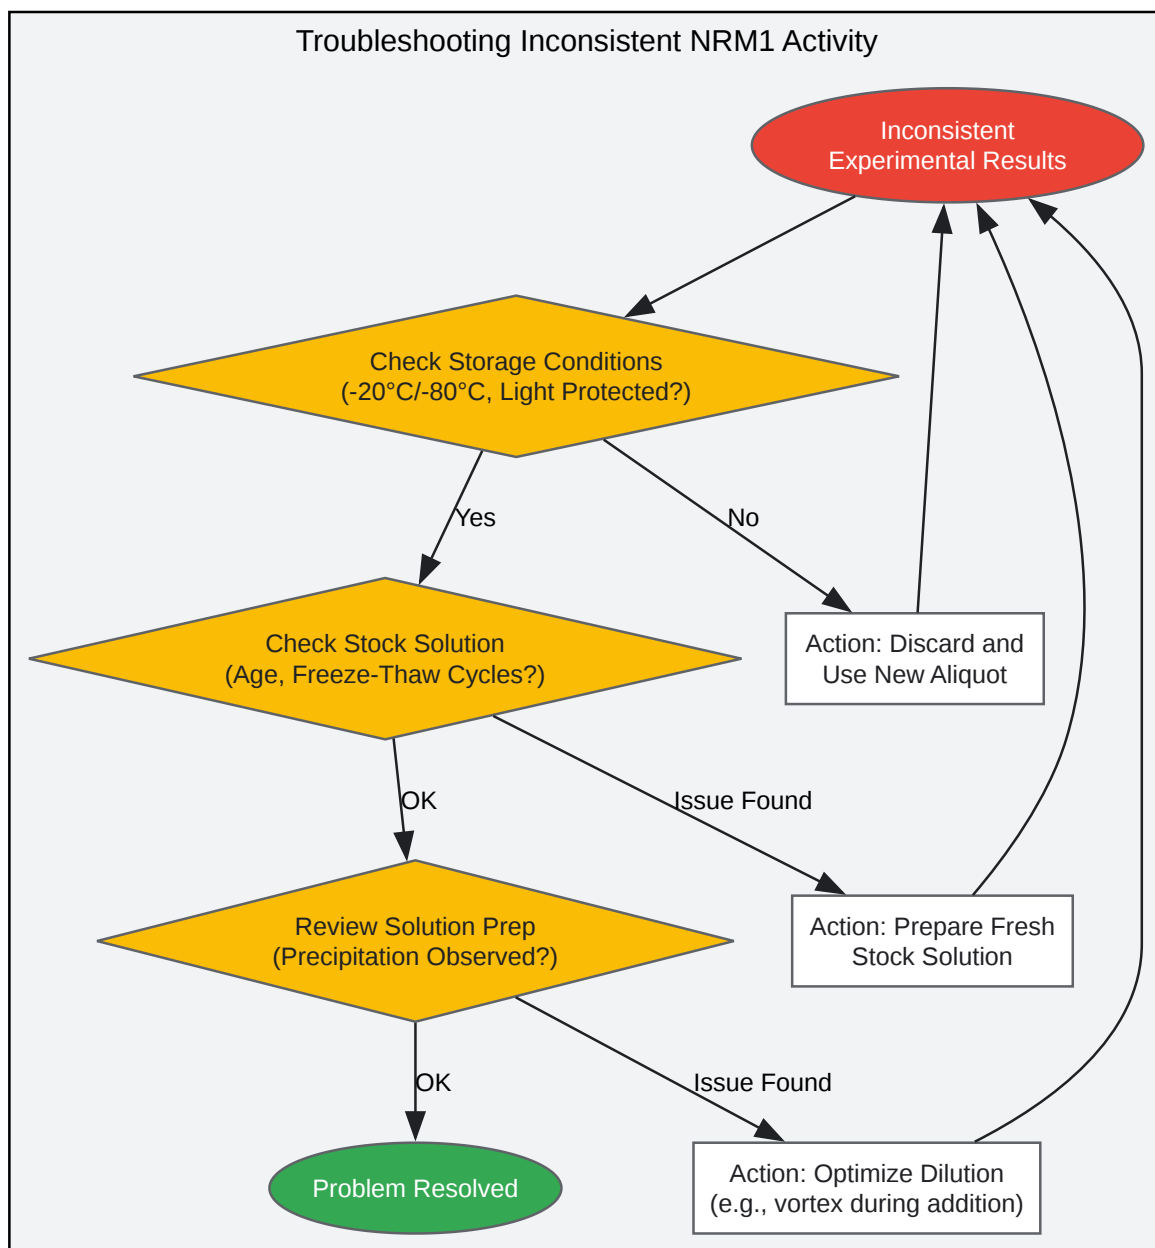 Troubleshooting Inconsistent NRM1 Activity
Inconsistent
Experimental Results
Check Storage Conditions
(-20°C/-80°C, Light Protected?)
Yes
No
Check Stock Solution
(Age, Freeze-Thaw Cycles?)
Action: Discard and
Use New Aliquot
OK
Issue Found
Review Solution Prep
(Precipitation Observed?)
Action: Prepare Fresh
Stock Solution
OK
Issue Found
Problem Resolved
Action: Optimize Dilution
(e.g., vortex during addition)